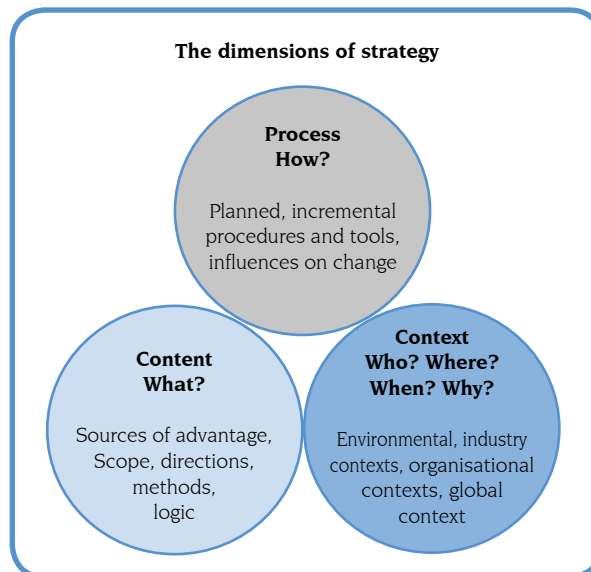 The dimensions of strategy
Process
How?
Planned, incremental
procedures and tools,
influences on change
Content
What?
Sources of advantage,
Scope, directions,
methods,
logic
Context
Who? Where?
When? Why?
Environmental, industry
contexts, organisational
contexts, global
context